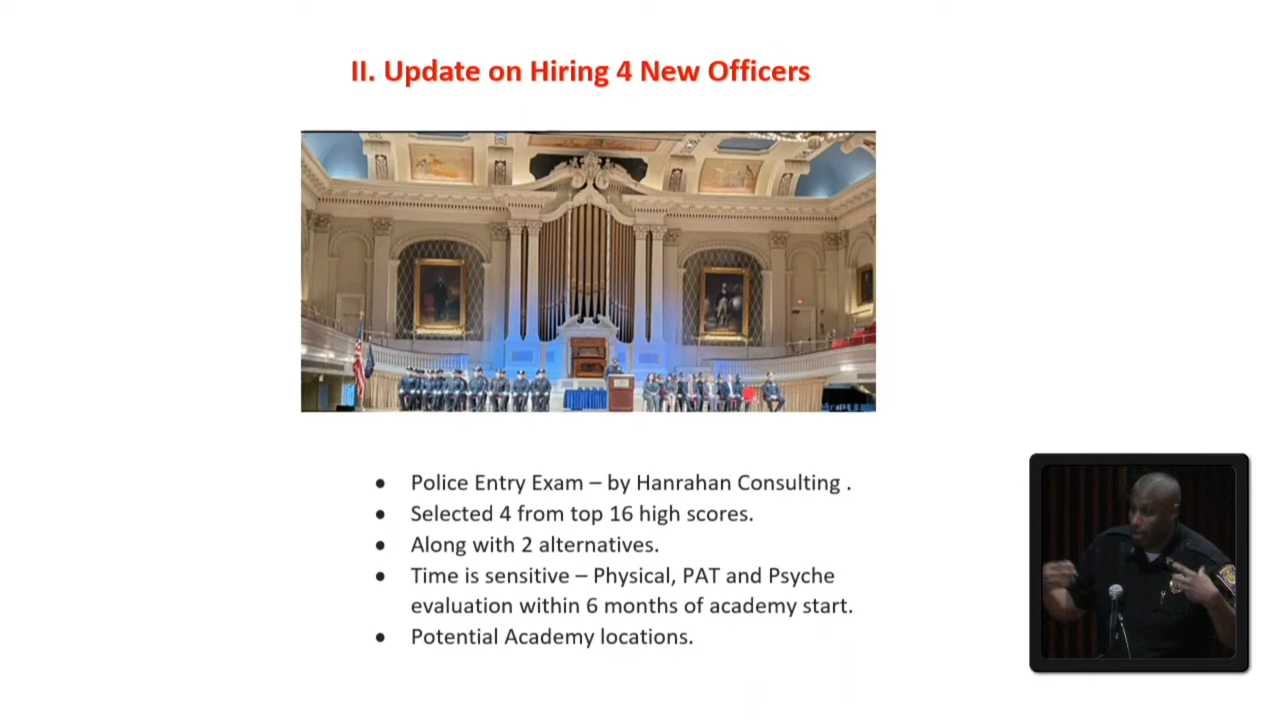 II. Update on Hiring 4 New Officers
• Police Entry Exam – by Hanrahan Consulting .
• Selected 4 from top 16 high scores.
• Along with 2 alternatives.
• Time is sensitive – Physical, PAT and Psyche
evaluation within 6 months of academy start.
• Potential Academy locations.